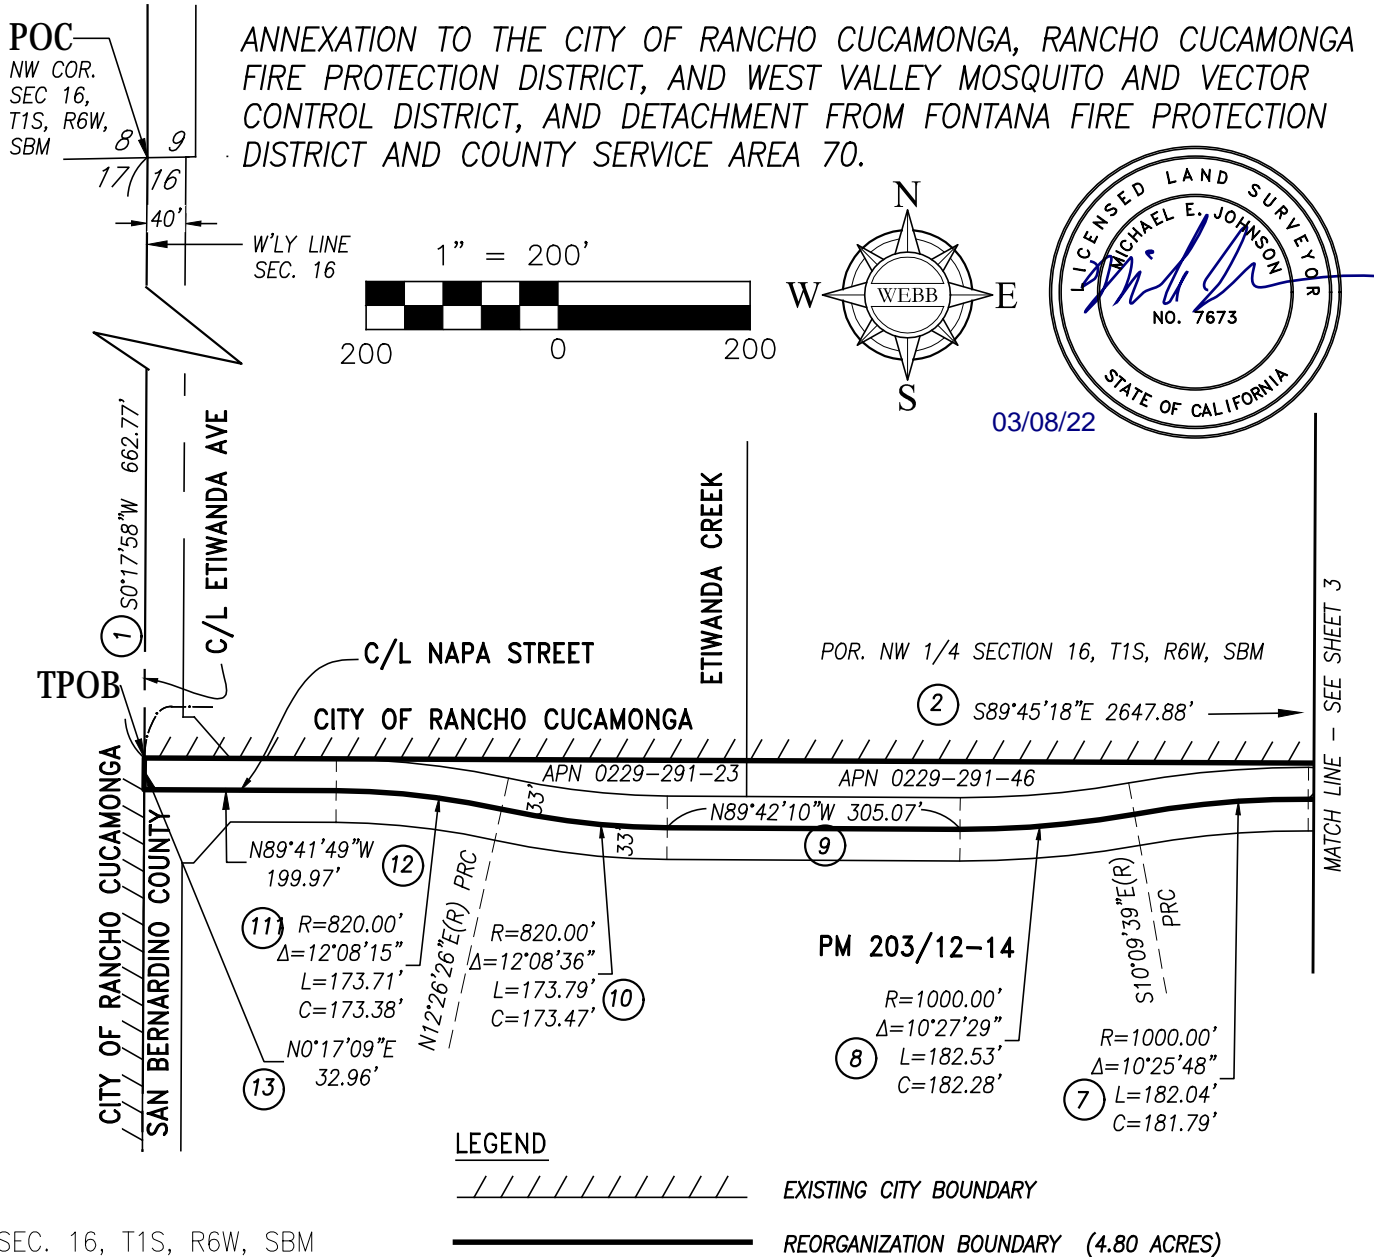 POC
NW COR.
SEC 16,
T1S, R6W,
SBM
8 9
17 16
40'
W'LY LINE
SEC. 16
ANNEXATION TO THE CITY OF RANCHO CUCAMONGA, RANCHO CUCAMONGA
FIRE PROTECTION DISTRICT, AND WEST VALLEY MOSQUITO AND VECTOR
CONTROL DISTRICT, AND DETACHMENT FROM FONTANA FIRE PROTECTION
DISTRICT AND COUNTY SERVICE AREA 70.
1" = 200'
200 0 200
N
W WEBB E
S
LICENSED LAND SURVEYOR
MICHAEL E. JOHNSON
NO. 7673
STATE OF CALIFORNIA
03/08/22
1 S0°17'58"W 662.77'
C/L ETIWANDA AVE
ETIWANDA CREEK
TPOB
C/L NAPA STREET
CITY OF RANCHO CUCAMONGA
POR. NW 1/4 SECTION 16, T1S, R6W, SBM
2 S89°45'18"E 2647.88'
MATCH LINE - SEE SHEET 3
APN 0229-291-23
APN 0229-291-46
33'
33'
N89°42'10"W 305.07'
9
CITY OF RANCHO CUCAMONGA
SAN BERNARDINO COUNTY
N89°41'49"W
199.97'
12
111 R=820.00'
Δ=12°08'15"
L=173.71'
C=173.38'
N12°26'26"E(R) PRC
R=820.00'
Δ=12°08'36"
L=173.79'
C=173.47'
10
N0°17'09"E
32.96'
13
PM 203/12-14
R=1000.00'
Δ=10°27'29"
8 L=182.53'
C=182.28'
S10°09'39"E(R)
PRC
R=1000.00'
Δ=10°25'48"
7 L=182.04'
C=181.79'
LEGEND
EXISTING CITY BOUNDARY
REORGANIZATION BOUNDARY (4.80 ACRES)
SEC. 16, T1S, R6W, SBM